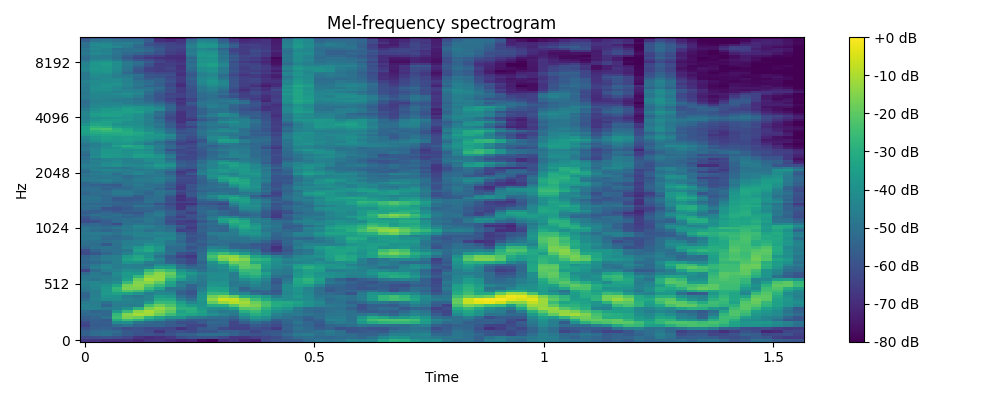 Mel-frequency spectrogram
8192
4096
2048
1024
512
0
Hz
0
0.5
1
1.5
Time
+0 dB
-10 dB
-20 dB
-30 dB
-40 dB
-50 dB
-60 dB
-70 dB
-80 dB